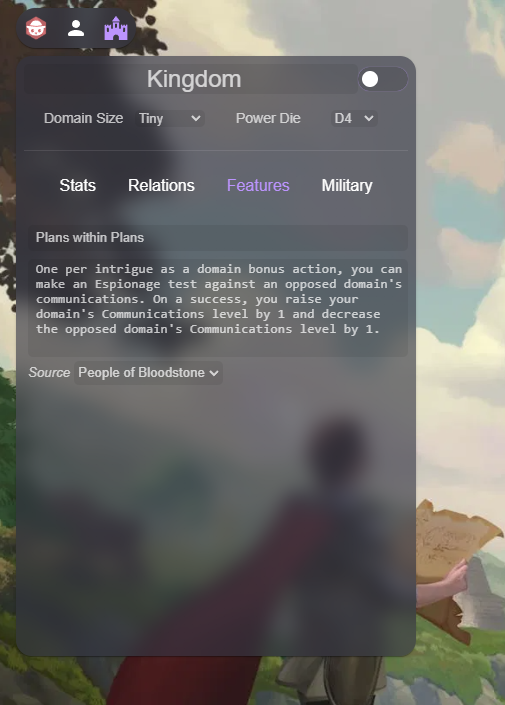 Kingdom
Domain Size Tiny Power Die D4
Stats Relations Features Military
Plans within Plans
One per intrigue as a domain bonus action, you can
make an Espionage test against an opposed domain's
communications. On a success, you raise your
domain's Communications level by 1 and decrease
the opposed domain's Communications level by 1.
Source People of Bloodstone